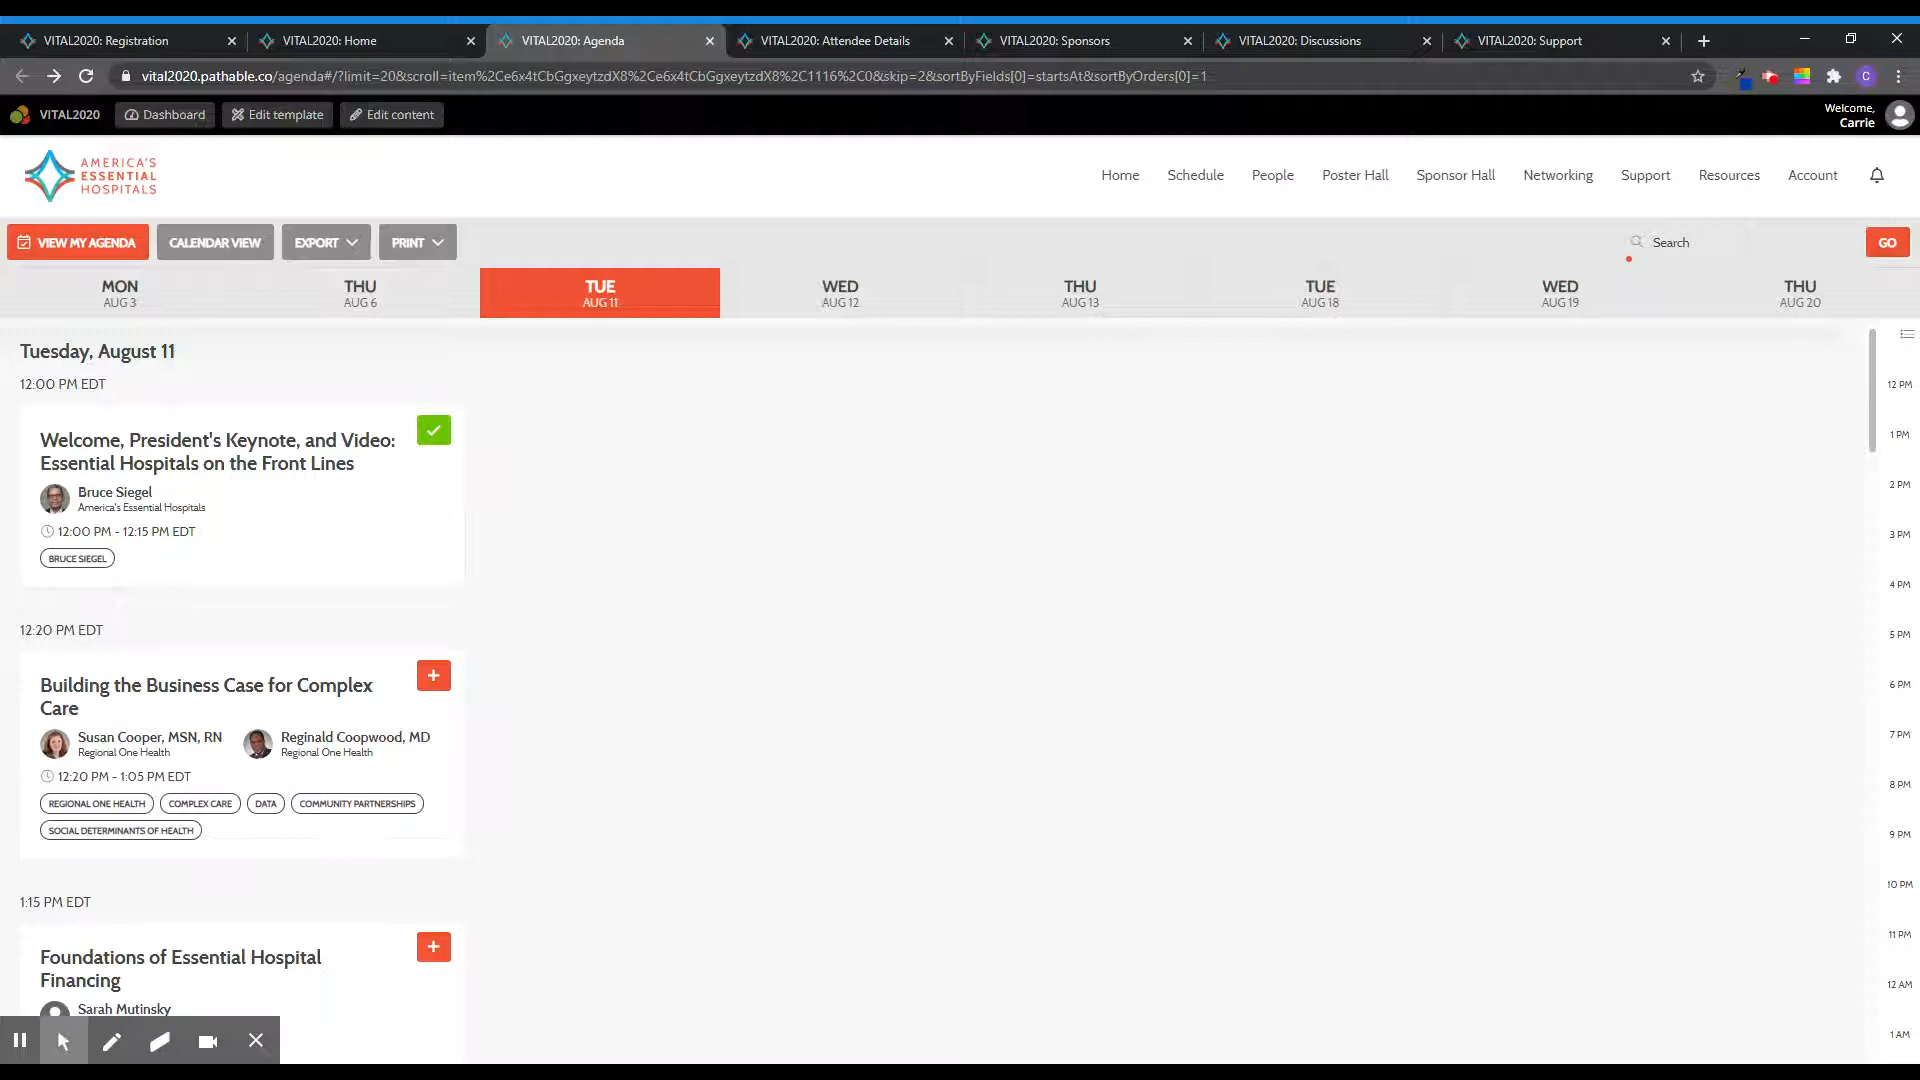 VITAL2020: Registration
VITAL2020: Home
VITAL2020: Agenda
VITAL2020: Attendee Details
VITAL2020: Sponsors
VITAL2020: Discussions
VITAL2020: Support
vital2020.pathable.co/agenda#/?limit=20&scroll=item%2Ce6x4tCbGgxeytzdX8%2Ce6x4tCbGgxeytzdX8%2C1116%2C0&skip=2&sortByFields[0]=startsAt&sortByOrders[0]=1
C
VITAL2020
Dashboard
Edit template
Edit content
Welcome,
Carrie
AMERICA'S
ESSENTIAL
HOSPITALS
Home
Schedule
People
Poster Hall
Sponsor Hall
Networking
Support
Resources
Account
VIEW MY AGENDA
CALENDAR VIEW
EXPORT
PRINT
Search
GO
MON
AUG 3
THU
AUG 6
TUE
AUG 11
WED
AUG 12
THU
AUG 13
TUE
AUG 18
WED
AUG 19
THU
AUG 20
Tuesday, August 11
12:00 PM EDT
Welcome, President's Keynote, and Video:
Essential Hospitals on the Front Lines
Bruce Siegel
America's Essential Hospitals
12:00 PM - 12:15 PM EDT
BRUCE SIEGEL
12:20 PM EDT
Building the Business Case for Complex
Care
Susan Cooper, MSN, RN
Regional One Health
Reginald Coopwood, MD
Regional One Health
12:20 PM - 1:05 PM EDT
REGIONAL ONE HEALTH
COMPLEX CARE
DATA
COMMUNITY PARTNERSHIPS
SOCIAL DETERMINANTS OF HEALTH
1:15 PM EDT
Foundations of Essential Hospital
Financing
Sarah Mutinsky
12 PM
1 PM
2 PM
3 PM
4 PM
5 PM
6 PM
7 PM
8 PM
9 PM
10 PM
11 PM
12 AM
1 AM